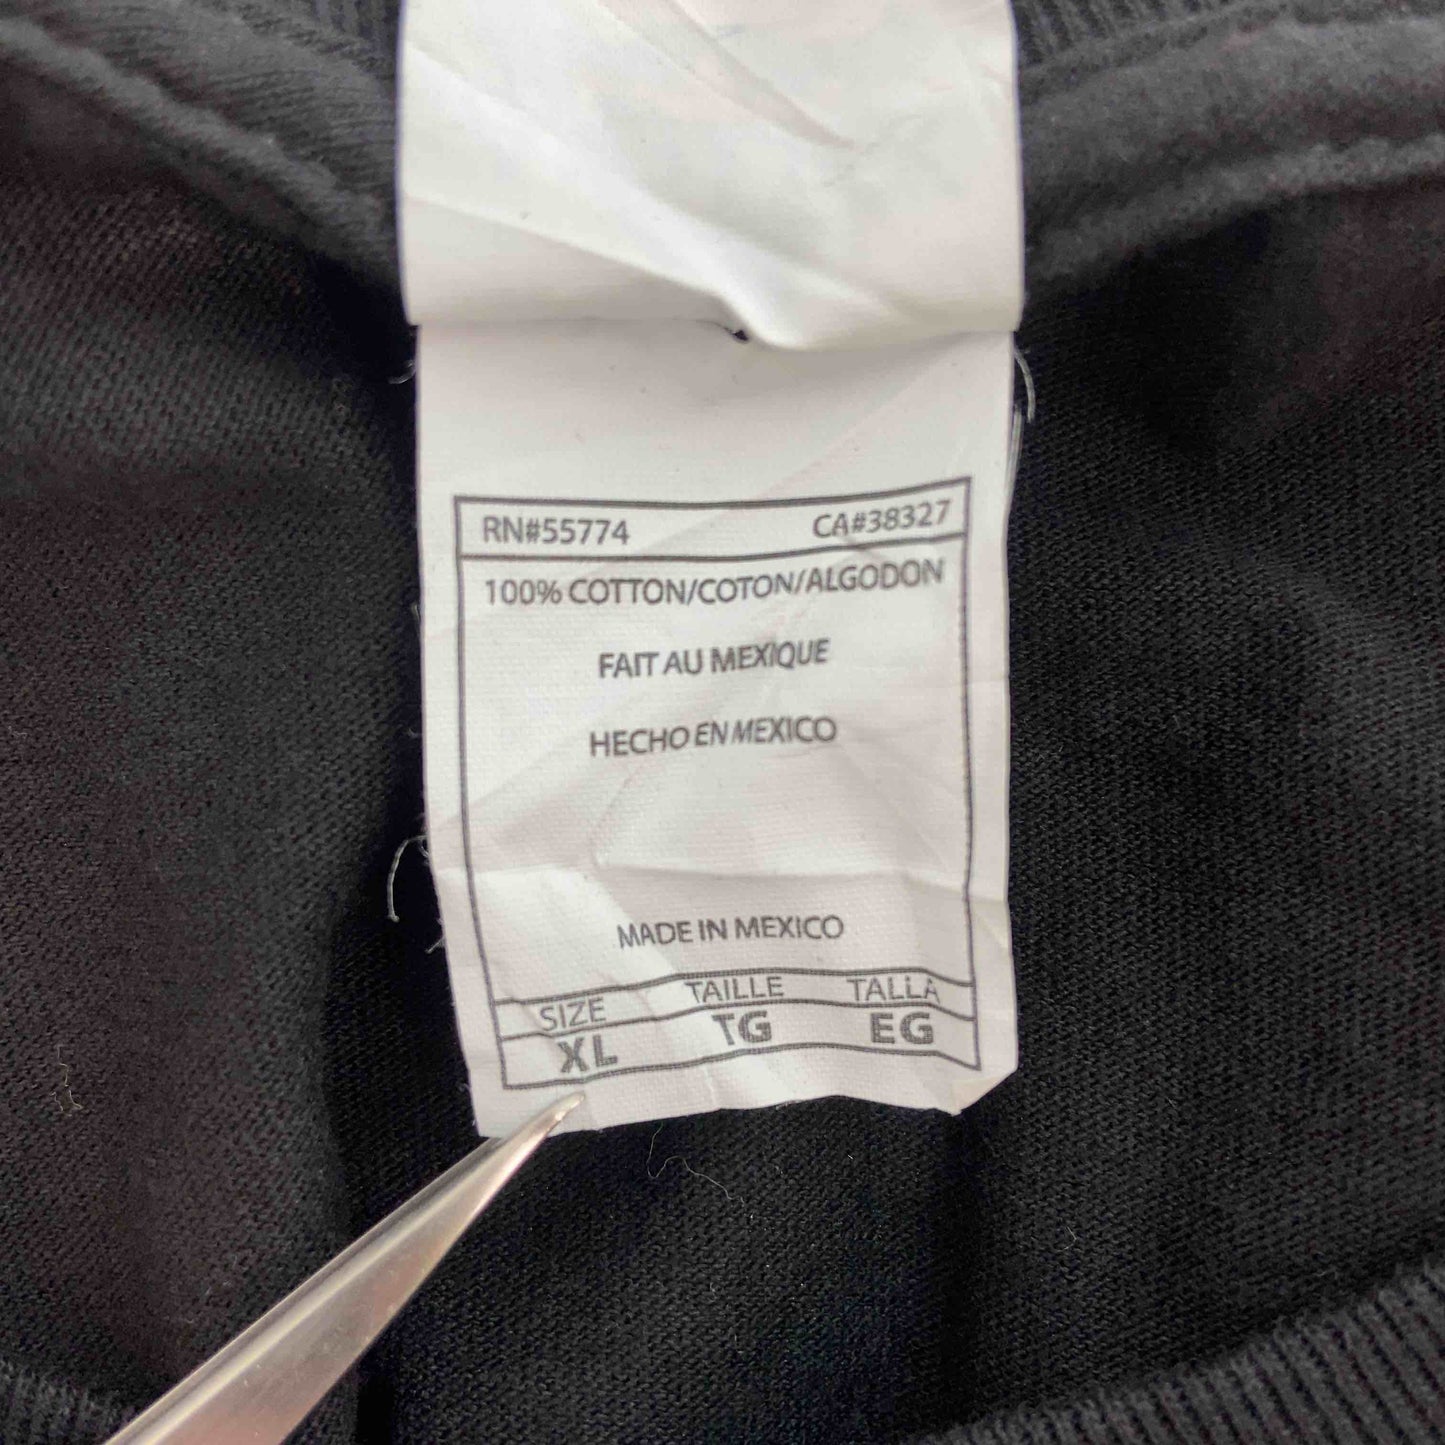 RN#55774 CA#38327
100% COTTON/COTON/ALGODON
FAIT AU MEXIQUE
HECHO EN MEXICO
MADE IN MEXICO
SIZE TAILLE TALLA
XL TG EG